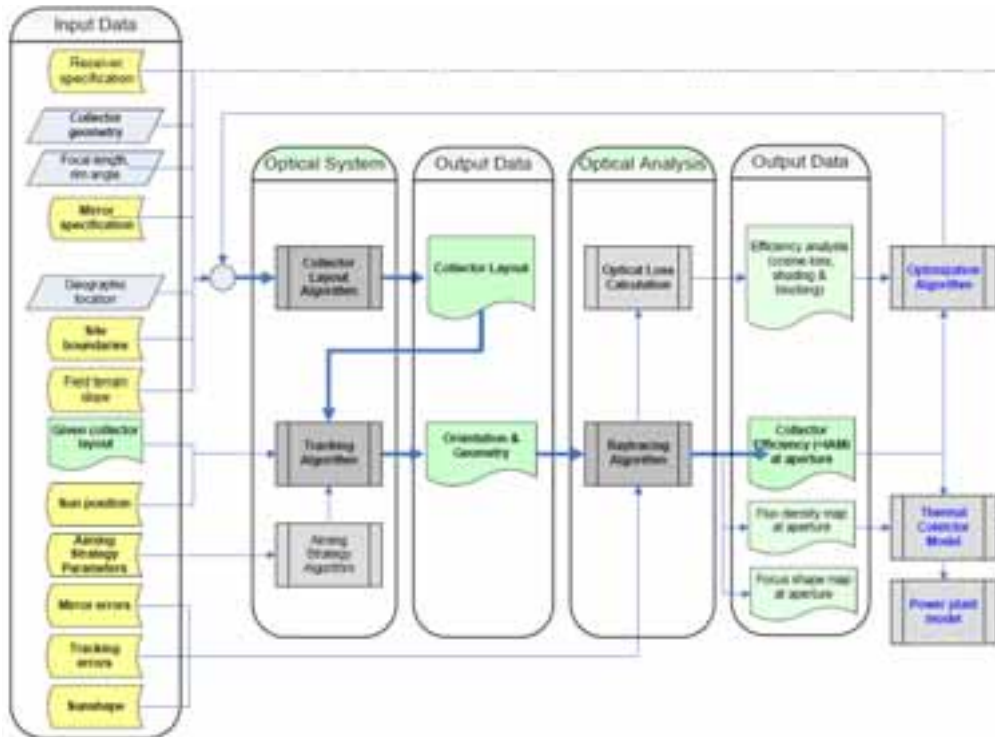 Input Data
Receiver
specification
Collector
geometry
Focal length,
rim angle
Mirror
specification
Geographic
location
Site
boundaries
Field terrain
slope
Given collector
layout
Sun position
Aiming
Strategy
Parameters
Mirror errors
Tracking
errors
Sunshape
Optical System
Collector
Layout
Algorithm
Tracking
Algorithm
Aiming
Strategy
Algorithm
Output Data
Collector Layout
Orientation &
Geometry
Optical Analysis
Optical Loss
Calculation
Raytracing
Algorithm
Output Data
Efficiency analysis
(cosine-loss,
shading &
blocking)
Collector
Efficiency (+IAM)
at aperture
Flux density map
at aperture
Focus shape map
at aperture
Optimization
Algorithm
Thermal
Collector
Model
Power plant
model